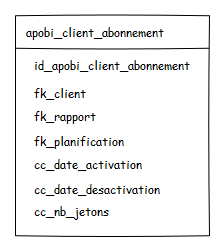 apobi_client_abonnement
id_apobi_client_abonnement
fk_client
fk_rapport
fk_planification
cc_date_activation
cc_date_desactivation
cc_nb_jetons